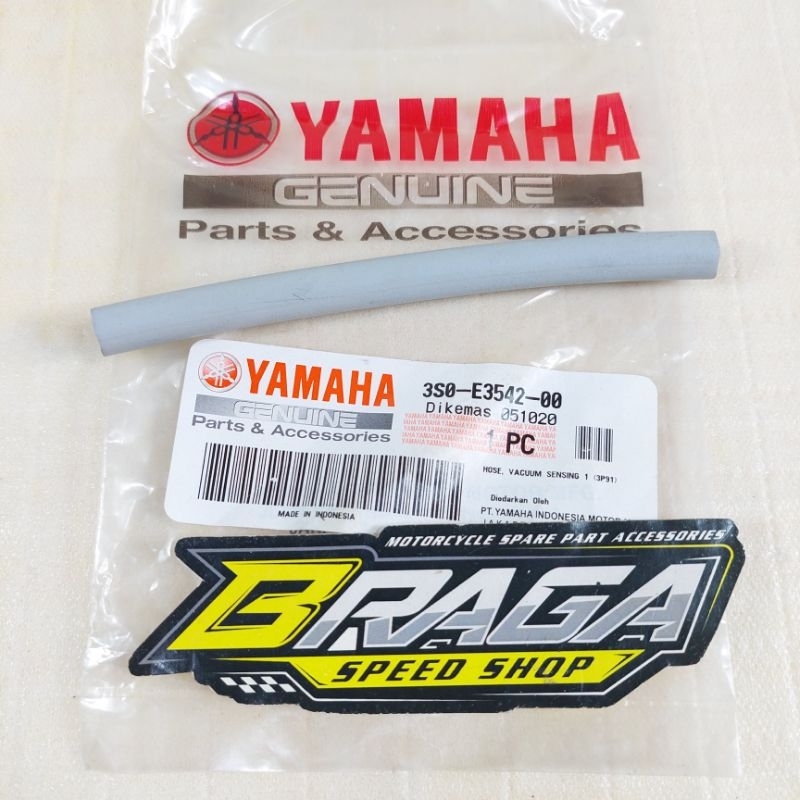 YAMAHA
GENUINE
Parts & Accessories
YAMAHA
GENUINE
Parts & Accessories
3S0-E3542-00
Dikemas 051020
1 PC
HOSE, VACUUM SENSING 1 (3P91)
Diedarkan Oleh
PT. YAMAHA INDONESIA MOTOR
MADE IN INDONESIA
MOTORCYCLE SPARE PART ACCESSORIES
BRAGA
SPEED SHOP